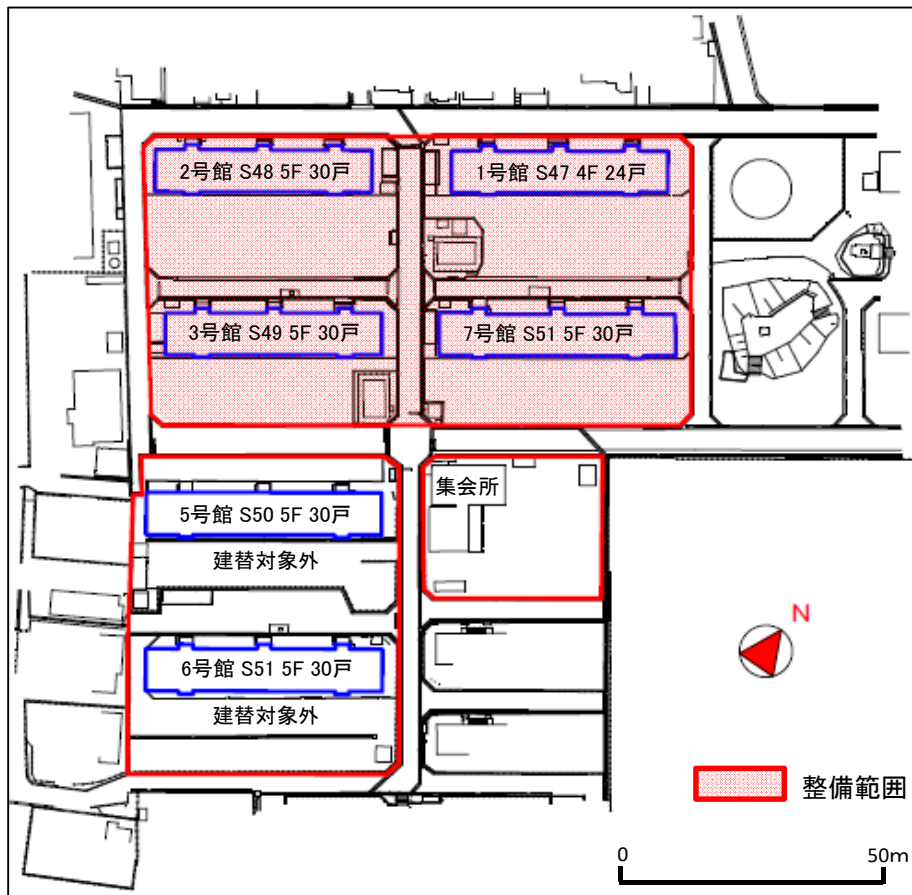 2号館 S48 5F 30戸
1号館 S47 4F 24戸
3号館 S49 5F 30戸
7号館 S51 5F 30戸
集会所
5号館 S50 5F 30戸
建替対象外
N
6号館 S51 5F 30戸
建替対象外
整備範囲
0 50m